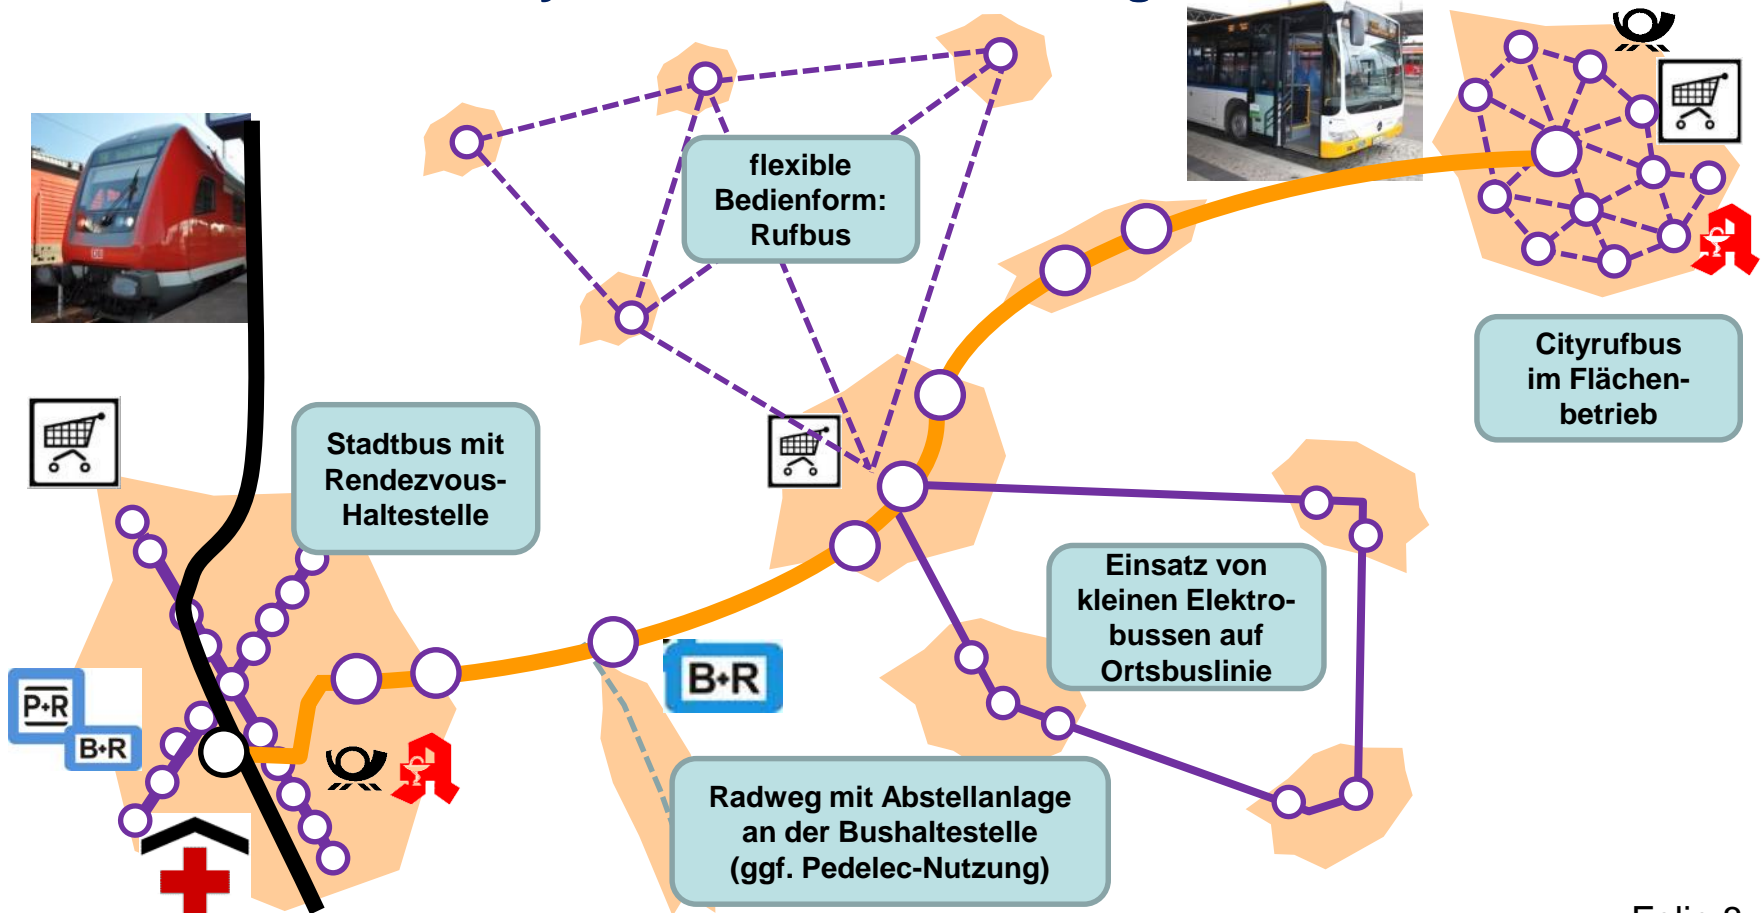 flexible
Bedienform:
Rufbus
Cityrufbus
im Flächen-
betrieb
Stadtbus mit
Rendezvous-
Haltestelle
Einsatz von
kleinen Elektro-
bussen auf
Ortsbuslinie
P+R
B+R
B+R
Radweg mit Abstellanlage
an der Bushaltestelle
(ggf. Pedelec-Nutzung)